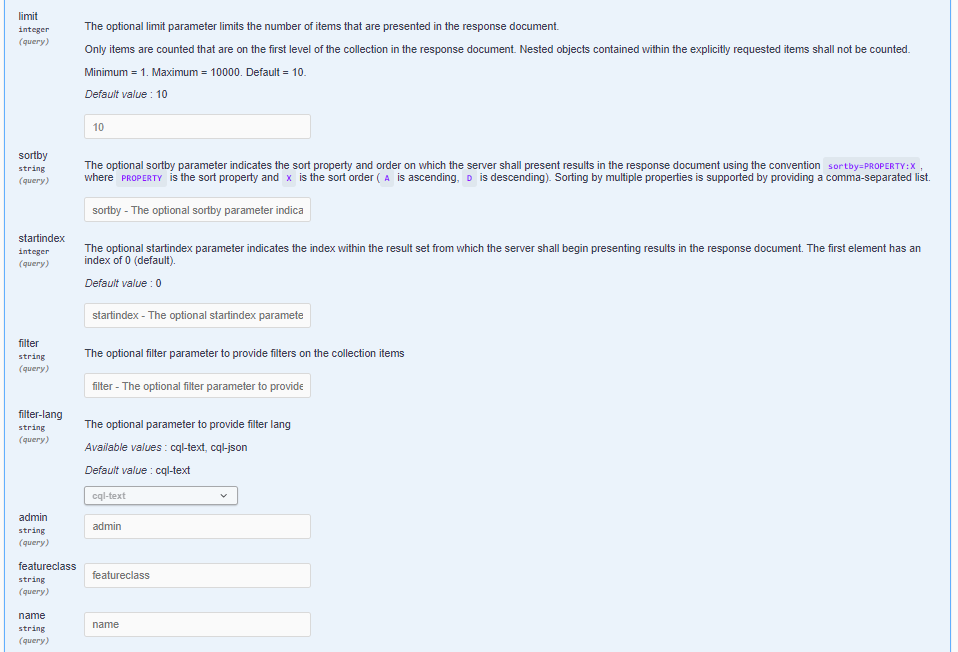 limit
integer
(query)
The optional limit parameter limits the number of items that are presented in the response document.
Only items are counted that are on the first level of the collection in the response document. Nested objects contained within the explicitly requested items shall not be counted.
Minimum = 1. Maximum = 10000. Default = 10.
Default value : 10
10
sortby
string
(query)
The optional sortby parameter indicates the sort property and order on which the server shall present results in the response document using the convention sortby=PROPERTY:X ,
where PROPERTY is the sort property and X is the sort order ( A is ascending, D is descending). Sorting by multiple properties is supported by providing a comma-separated list.
sortby - The optional sortby parameter indica
startindex
integer
(query)
The optional startindex parameter indicates the index within the result set from which the server shall begin presenting results in the response document. The first element has an
index of 0 (default).
Default value : 0
startindex - The optional startindex paramete
filter
string
(query)
The optional filter parameter to provide filters on the collection items
filter - The optional filter parameter to provide
filter-lang
string
(query)
The optional parameter to provide filter lang
Available values : cql-text, cql-json
Default value : cql-text
cql-text
admin
string
(query)
admin
featureclass
string
(query)
featureclass
name
string
(query)
name